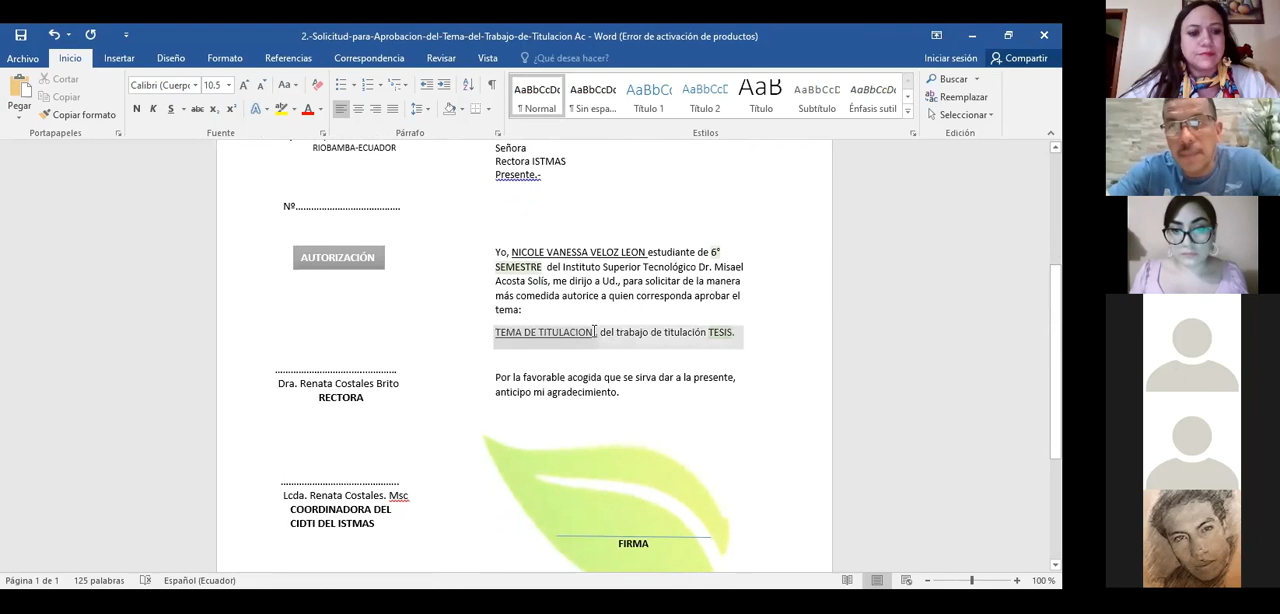 2.-Solicitud-para-Aprobacion-del-Tema-del-Trabajo-de-Titulacion Ac - Word (Error de activación de productos)
Archivo Inicio Insertar Diseño Formato Referencias Correspondencia Revisar Vista ¿Qué desea hacer? Iniciar sesión Compartir
Pegar
Cortar
Copiar
Copiar formato
Portapapeles
Calibri (Cuerpo 10.5
Fuente
Párrafo
AaBbCcDc AaBbCcDc AaBbCc AaBbCcD AaB AaBbCcD AaBbCcDc
¶ Normal ¶ Sin espa... Título 1 Título 2 Título Subtítulo Énfasis sutil
Estilos
Buscar
Reemplazar
Seleccionar
Edición
RIOBAMBA-ECUADOR
Señora
Rectora ISTMAS
Presente.-
Nº......................................
AUTORIZACIÓN
Yo, NICOLE VANESSA VELOZ LEON estudiante de 6°
SEMESTRE del Instituto Superior Tecnológico Dr. Misael
Acosta Solís, me dirijo a Ud., para solicitar de la manera
más comedida autorice a quien corresponda aprobar el
tema:
TEMA DE TITULACION del trabajo de titulación TESIS.
Por la favorable acogida que se sirva dar a la presente,
anticipo mi agradecimiento.
............................................
Dra. Renata Costales Brito
RECTORA
............................................
Lcda. Renata Costales. Msc
COORDINADORA DEL
CIDTI DEL ISTMAS
FIRMA
Página 1 de 1 125 palabras Español (Ecuador) 100 %